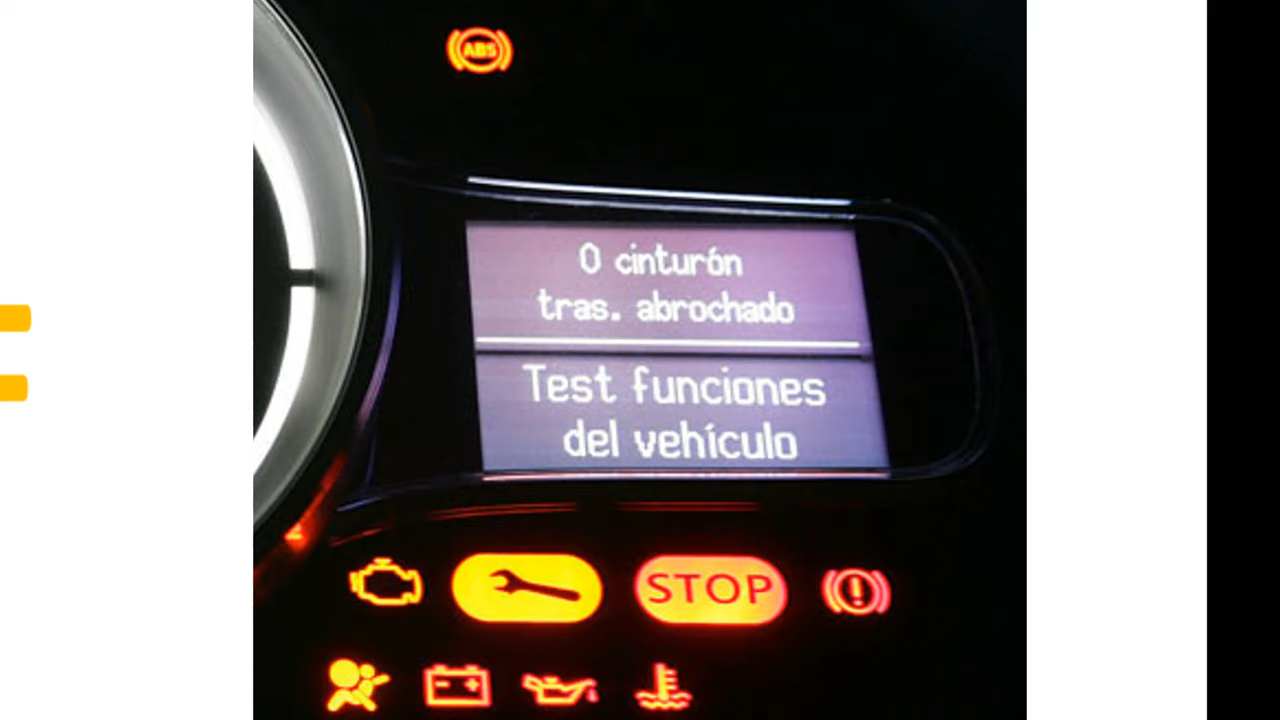 ABS
0 cinturón
tras. abrochado
Test funciones
del vehículo
STOP